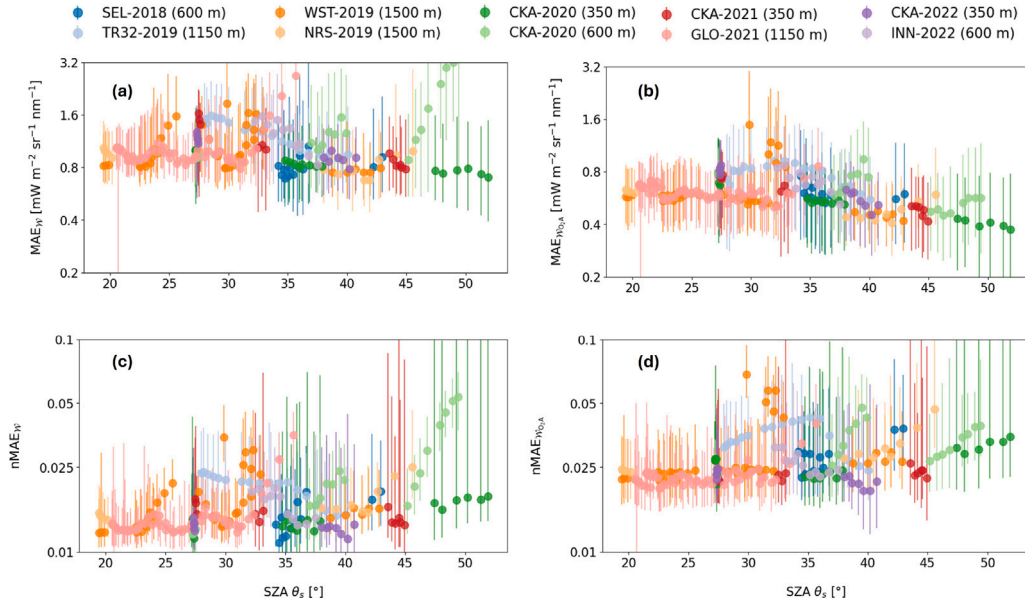 SEL-2018 (600 m) WST-2019 (1500 m) CKA-2020 (350 m) CKA-2021 (350 m) CKA-2022 (350 m)
TR32-2019 (1150 m) NRS-2019 (1500 m) CKA-2020 (600 m) GLO-2021 (1150 m) INN-2022 (600 m)
(a)
MAE𝒲 [mW m⁻² sr⁻¹ nm⁻¹]
3.2
1.6
0.8
0.4
0.2
20 25 30 35 40 45 50
(b)
MAE𝒲O₂A [mW m⁻² sr⁻¹ nm⁻¹]
3.2
1.6
0.8
0.4
0.2
20 25 30 35 40 45 50
(c)
nMAE𝒲
0.1
0.05
0.025
0.01
20 25 30 35 40 45 50
SZA θs [°]
(d)
nMAE𝒲O₂A
0.1
0.05
0.025
0.01
20 25 30 35 40 45 50
SZA θs [°]